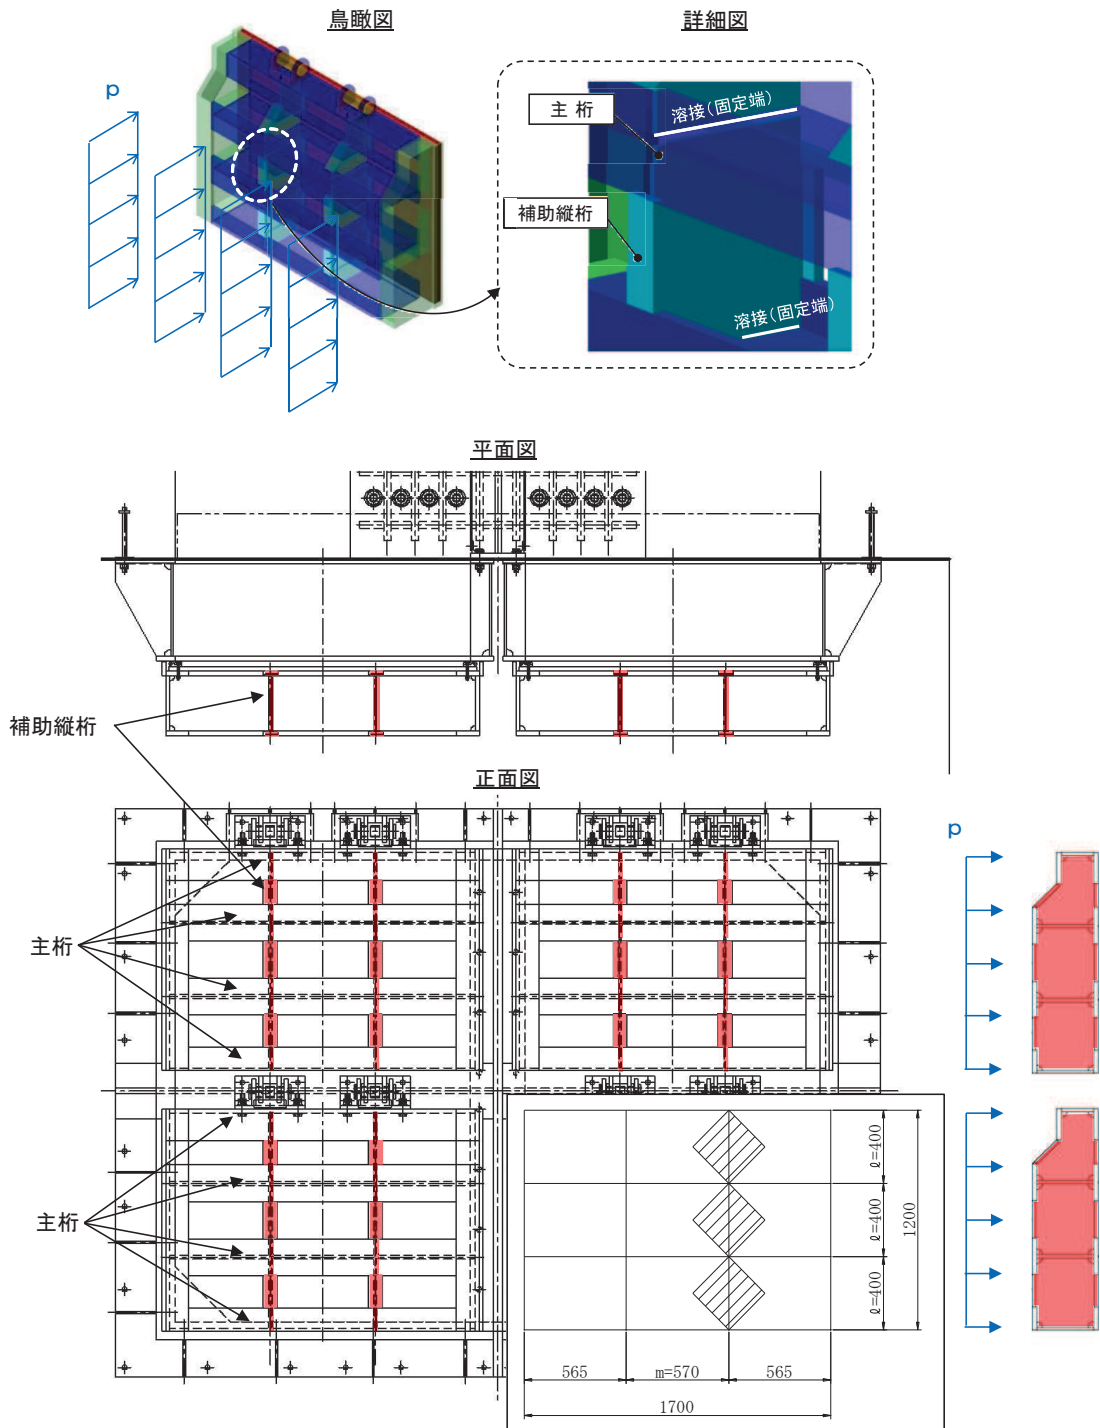 鳥瞰図
詳細図
p
主 桁
溶接(固定端)
補助縦桁
溶接(固定端)
平面図
補助縦桁
正面図
p
主桁
主桁
ℓ=400
ℓ=400
ℓ=400
1200
565
m=570
565
1700